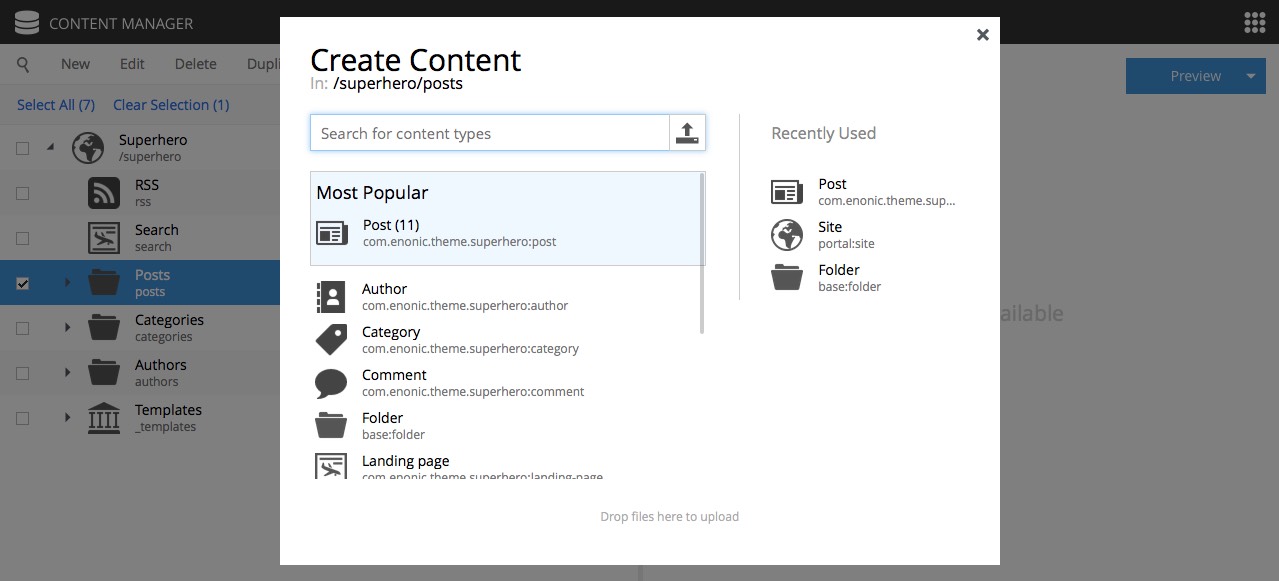 CONTENT MANAGER
New Edit Delete Dupli
Select All (7) Clear Selection (1)
Superhero
/superhero
RSS
rss
Search
search
Posts
posts
Categories
categories
Authors
authors
Templates
_templates
Create Content
In: /superhero/posts
Search for content types
Most Popular
Post (11)
com.enonic.theme.superhero:post
Author
com.enonic.theme.superhero:author
Category
com.enonic.theme.superhero:category
Comment
com.enonic.theme.superhero:comment
Folder
base:folder
Landing page
com.enonic.theme.superhero:landing-page
Recently Used
Post
com.enonic.theme.sup...
Site
portal:site
Folder
base:folder
Drop files here to upload
Preview
ailable